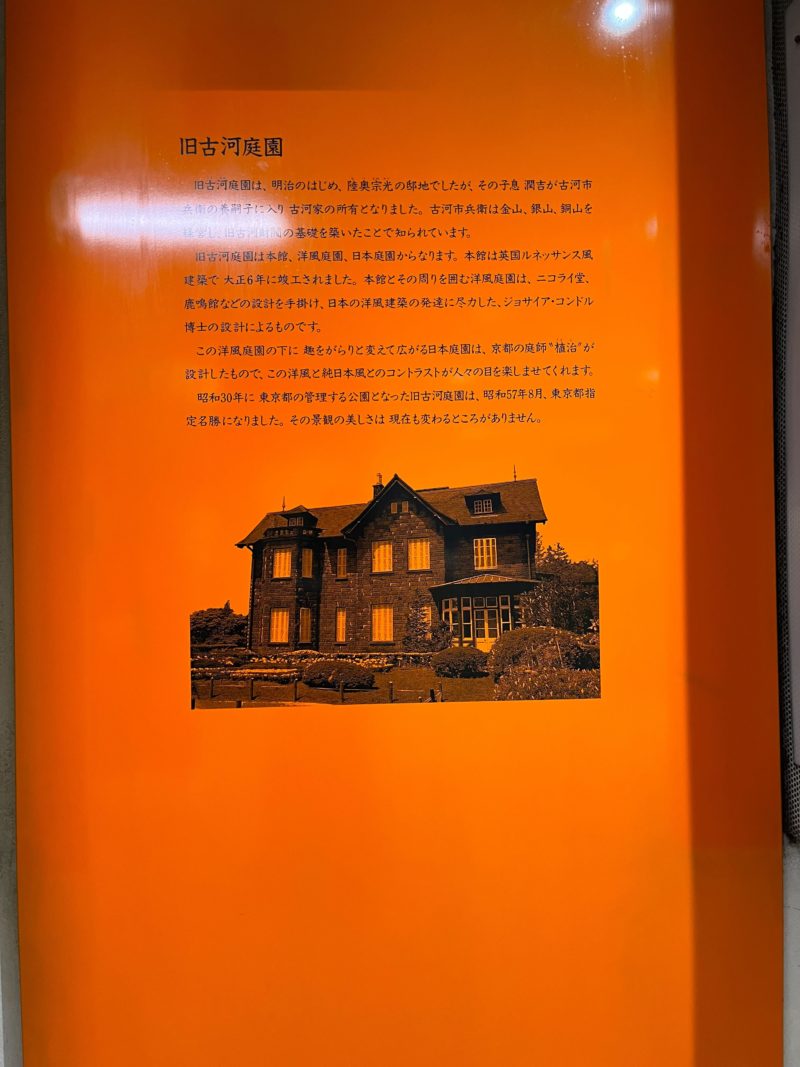 旧古河庭園
旧古河庭園は、明治のはじめ、陸奥宗光の邸地でしたが、その子息 潤吉が古河市
兵衛の養嗣子に入り 古河家の所有となりました。古河市兵衛は金山、銀山、銅山を
経営し、旧古河財閥の基礎を築いたことで知られています。
旧古河庭園は本館、洋風庭園、日本庭園からなります。本館は英国ルネッサンス風
建築で 大正6年に竣工されました。本館とその周りを囲む洋風庭園は、ニコライ堂、
鹿鳴館などの設計を手掛け、日本の洋風建築の発達に尽力した、ジョサイア・コンドル
博士の設計によるものです。
この洋風庭園の下に 趣をがらりと変えて広がる日本庭園は、京都の庭師〝植治〟が
設計したもので、この洋風と純日本風とのコントラストが人々の目を楽しませてくれます。
昭和30年に 東京都の管理する公園となった旧古河庭園は、昭和57年8月、東京都指
定名勝になりました。その景観の美しさは 現在も変わるところがありません。